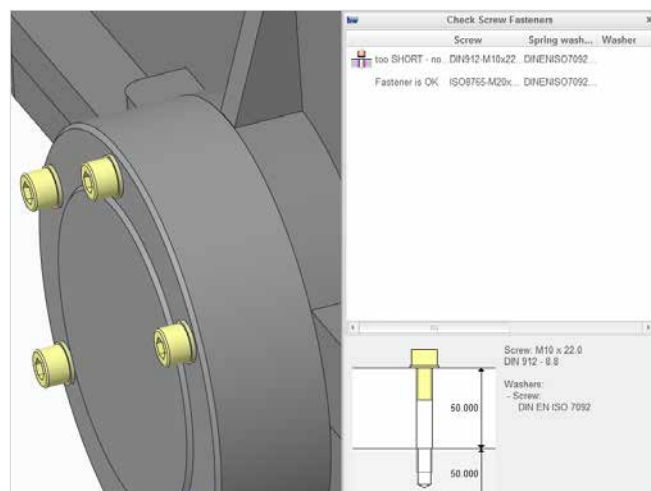 Check Screw Fasteners
Screw Spring wash... Washer
too SHORT - no.. DIN912-M10x22.. DINENISO7092...
Fastener is OK ISO8765-M20x... DINENISO7092...
Screw: M10 x 22.0
DIN 912 - 8.8
Washers:
- Screw:
DIN EN ISO 7092
50.000
50.000